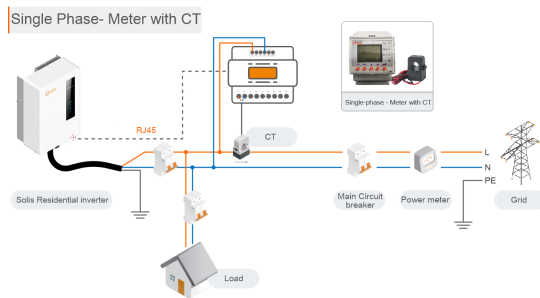 Single Phase- Meter with CT
Single-phase - Meter with CT
RJ45
CT
L
N
PE
Solis Residential inverter
Main Circuit
breaker
Power meter
Grid
Load